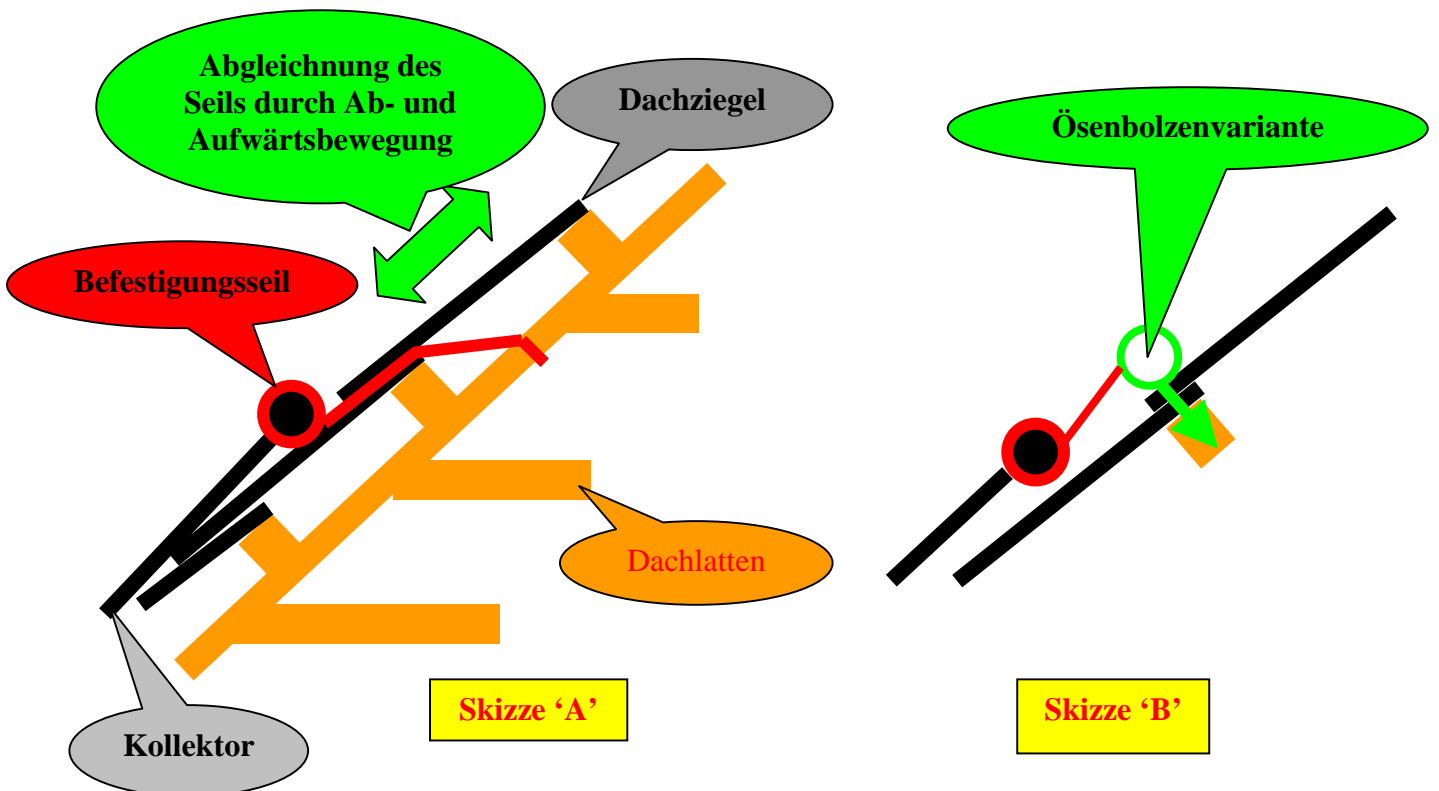 Abgleichnung des
Seils durch Ab- und
Aufwärtsbewegung
Dachziegel
Ösenbolzenvariante
Befestigungsseil
Dachlatten
Skizze ‘A’
Skizze ‘B’
Kollektor